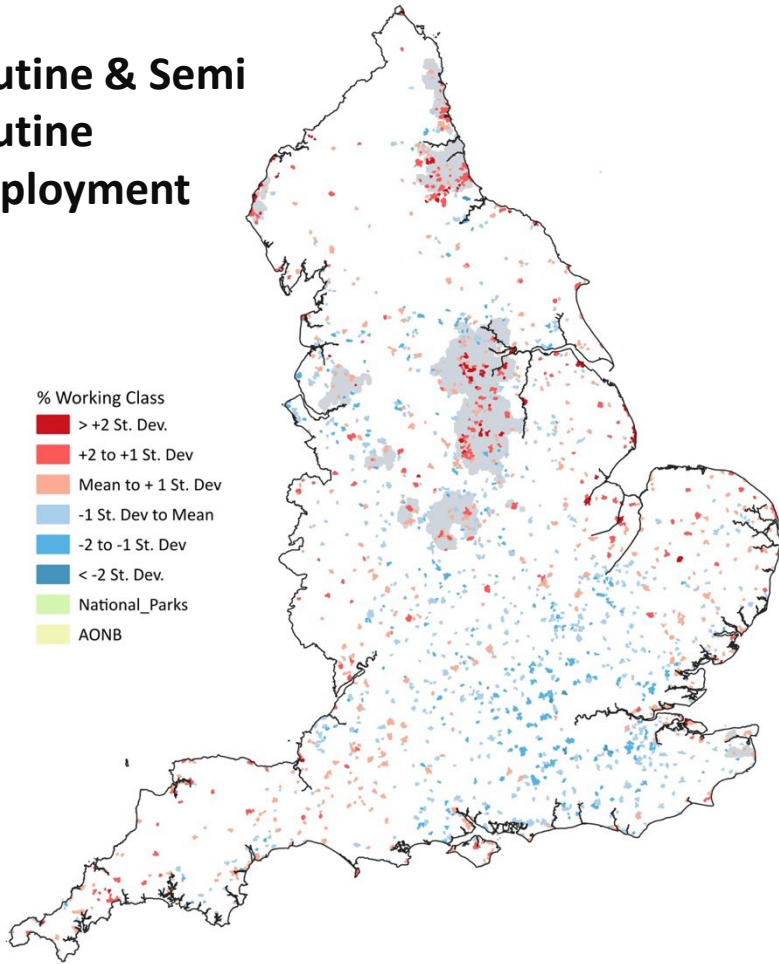 utine & Semi
utine
ployment
% Working Class
> +2 St. Dev.
+2 to +1 St. Dev
Mean to + 1 St. Dev
-1 St. Dev to Mean
-2 to -1 St. Dev
< -2 St. Dev.
National_Parks
AONB